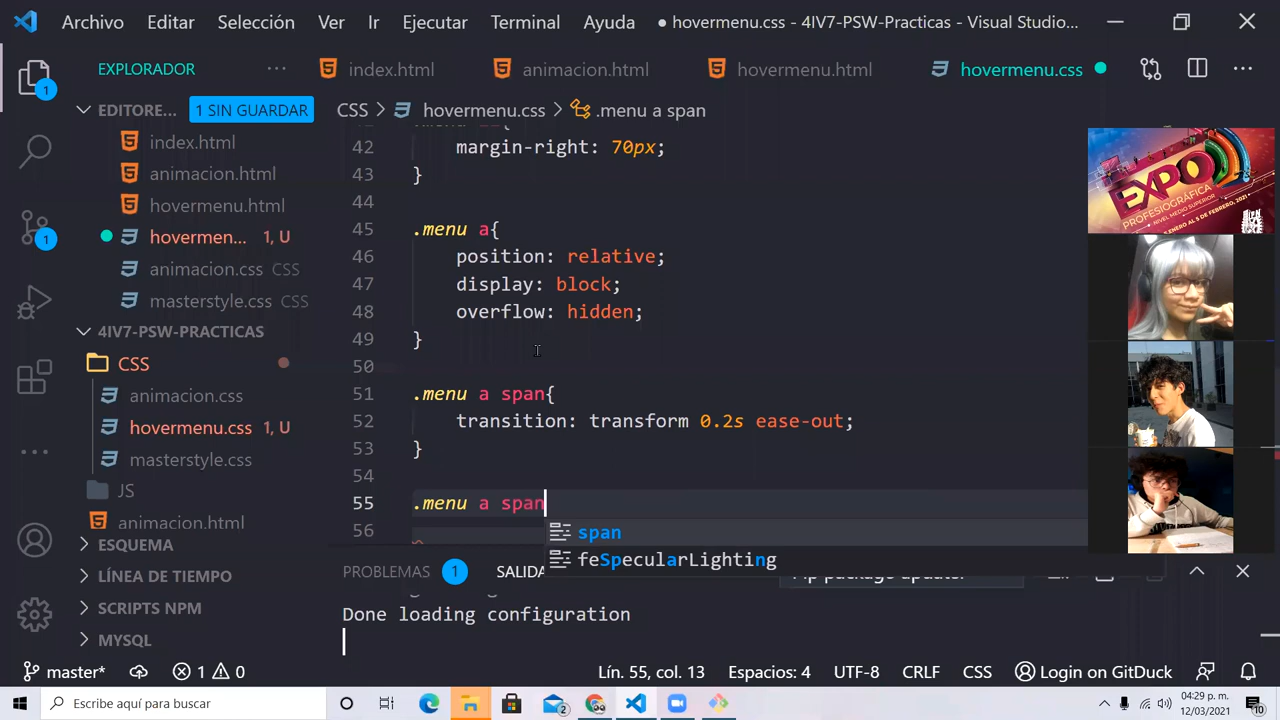 Archivo Editar Selección Ver Ir Ejecutar Terminal Ayuda ● hovermenu.css - 4IV7-PSW-Practicas - Visual Studio...
EXPLORADOR ... index.html animacion.html hovermenu.html hovermenu.css ...
EDITORE... 1 SIN GUARDAR
CSS > hovermenu.css > .menu a span
index.html
animacion.html
hovermenu.html
hovermen... 1, U
animacion.css CSS
masterstyle.css CSS
4IV7-PSW-PRACTICAS
CSS
animacion.css
hovermenu.css 1, U
masterstyle.css
JS
animacion.html
ESQUEMA
LÍNEA DE TIEMPO
SCRIPTS NPM
MYSQL
42 margin-right: 70px;
43 }
44
45 .menu a{
46 position: relative;
47 display: block;
48 overflow: hidden;
49 }
50
51 .menu a span{
52 transition: transform 0.2s ease-out;
53 }
54
55 .menu a span
56
span
feSpecularLighting
PROBLEMAS 1 SALIDA
Done loading configuration
EXPO
PROFESIOGRÁFICA
NIVEL MEDIO SUPERIOR
master* 1 0 Lín. 55, col. 13 Espacios: 4 UTF-8 CRLF CSS Login on GitDuck
Escribe aquí para buscar
2
04:29 p. m.
12/03/2021
10